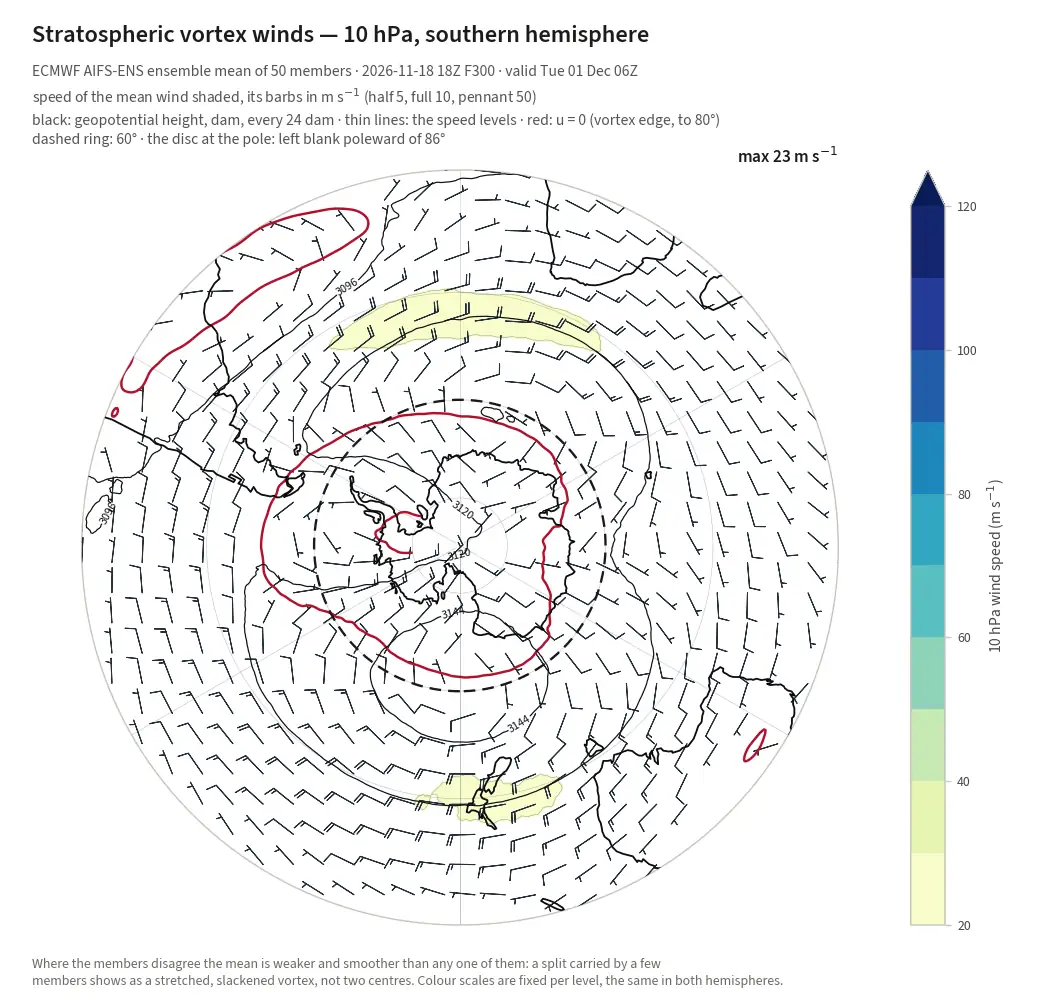 Stratospheric vortex winds — 10 hPa, southern hemisphere
ECMWF AIFS-ENS ensemble mean of 50 members · 2026-11-18 18Z F300 · valid Tue 01 Dec 06Z
speed of the mean wind shaded, its barbs in m s⁻¹ (half 5, full 10, pennant 50)
black: geopotential height, dam, every 24 dam · thin lines: the speed levels · red: u = 0 (vortex edge, to 80°)
dashed ring: 60° · the disc at the pole: left blank poleward of 86°
max 23 m s⁻¹
120
100
80
60
40
20
10 hPa wind speed (m s⁻¹)
3096
3096
3120
3120
3144
3144
Where the members disagree the mean is weaker and smoother than any one of them: a split carried by a few
members shows as a stretched, slackened vortex, not two centres. Colour scales are fixed per level, the same in both hemispheres.